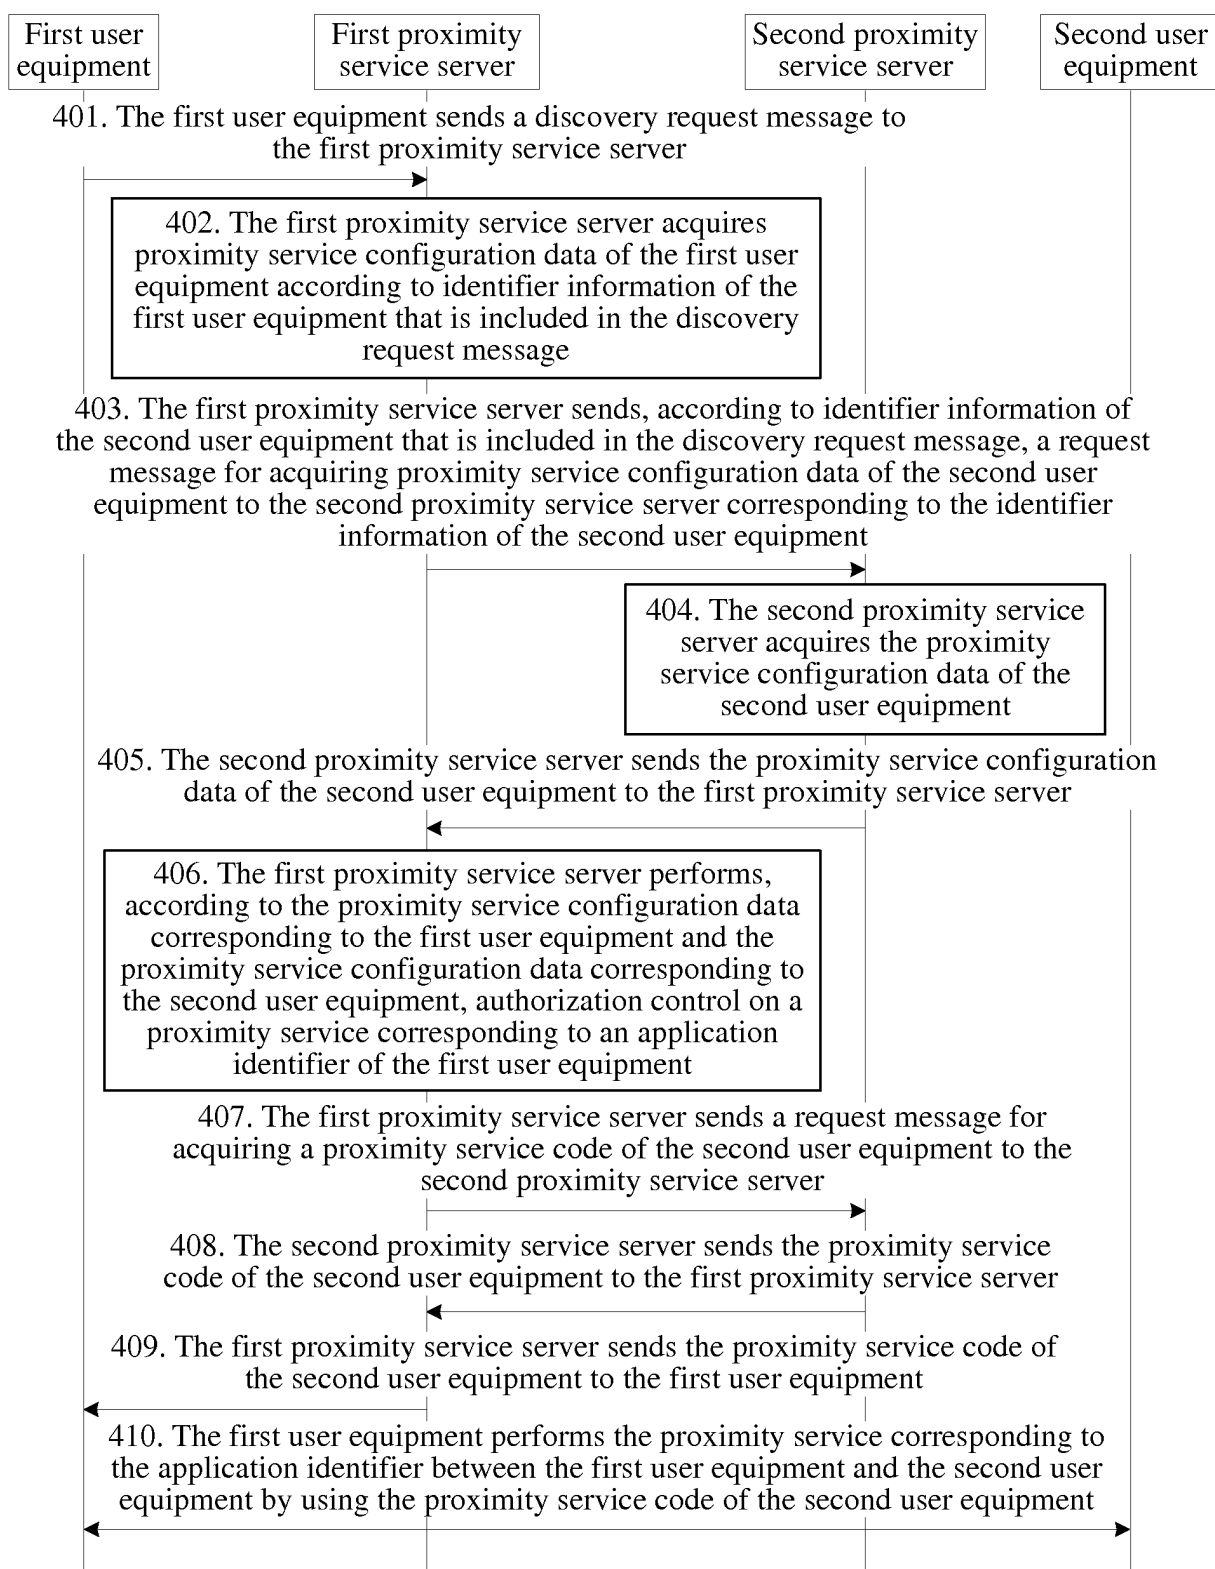 First user
equipment
First proximity
service server
Second proximity
service server
Second user
equipment
401. The first user equipment sends a discovery request message to
the first proximity service server
402. The first proximity service server acquires
proximity service configuration data of the first user
equipment according to identifier information of the
first user equipment that is included in the discovery
request message
403. The first proximity service server sends, according to identifier information of
the second user equipment that is included in the discovery request message, a request
message for acquiring proximity service configuration data of the second user
equipment to the second proximity service server corresponding to the identifier
information of the second user equipment
404. The second proximity service
server acquires the proximity
service configuration data of the
second user equipment
405. The second proximity service server sends the proximity service configuration
data of the second user equipment to the first proximity service server
406. The first proximity service server performs,
according to the proximity service configuration data
corresponding to the first user equipment and the
proximity service configuration data corresponding to
the second user equipment, authorization control on a
proximity service corresponding to an application
identifier of the first user equipment
407. The first proximity service server sends a request message for
acquiring a proximity service code of the second user equipment to the
second proximity service server
408. The second proximity service server sends the proximity service
code of the second user equipment to the first proximity service server
409. The first proximity service server sends the proximity service code of
the second user equipment to the first user equipment
410. The first user equipment performs the proximity service corresponding to
the application identifier between the first user equipment and the second user
equipment by using the proximity service code of the second user equipment